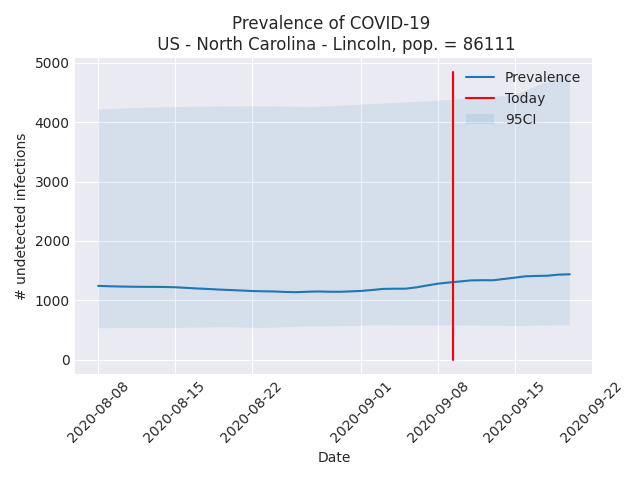 Prevalence of COVID-19
US - North Carolina - Lincoln, pop. = 86111
5000
4000
3000
2000
1000
0
# undetected infections
Prevalence
Today
95CI
2020-08-08
2020-08-15
2020-08-22
2020-09-01
2020-09-08
2020-09-15
2020-09-22
Date